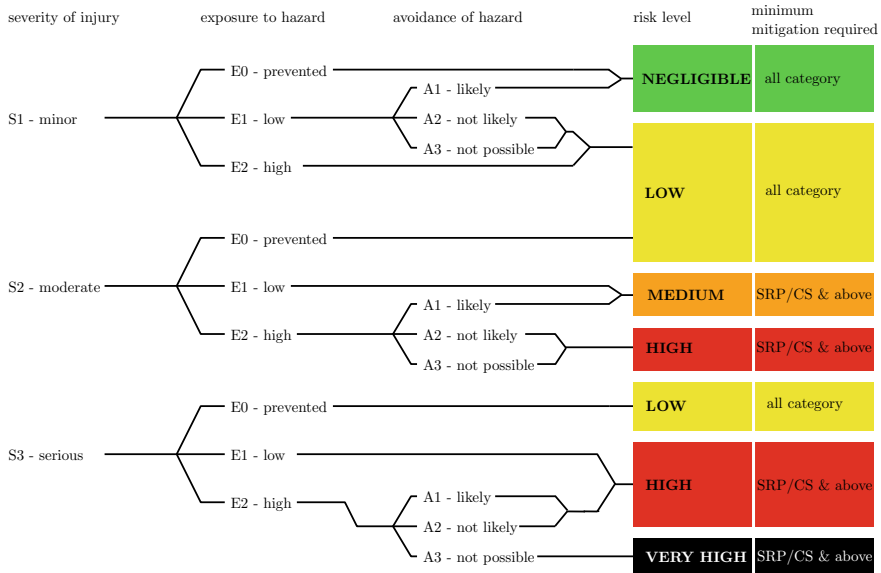 severity of injury
exposure to hazard
avoidance of hazard
risk level
minimum
mitigation required
S1 - minor
E0 - prevented
E1 - low
A1 - likely
A2 - not likely
A3 - not possible
E2 - high
NEGLIGIBLE
all category
LOW
all category
S2 - moderate
E0 - prevented
E1 - low
E2 - high
A1 - likely
A2 - not likely
A3 - not possible
MEDIUM
SRP/CS & above
HIGH
SRP/CS & above
S3 - serious
E0 - prevented
LOW
all category
E1 - low
E2 - high
A1 - likely
A2 - not likely
A3 - not possible
HIGH
SRP/CS & above
VERY HIGH
SRP/CS & above